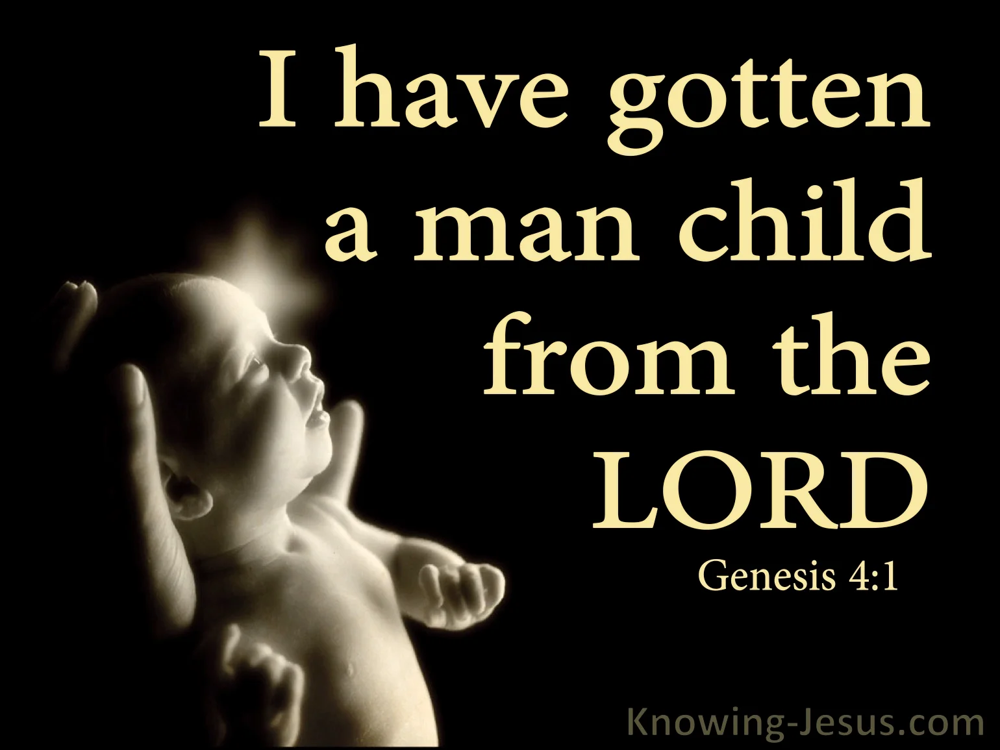 I have gotten
a man child
from the
LORD
Genesis 4:1
Knowing-Jesus.com